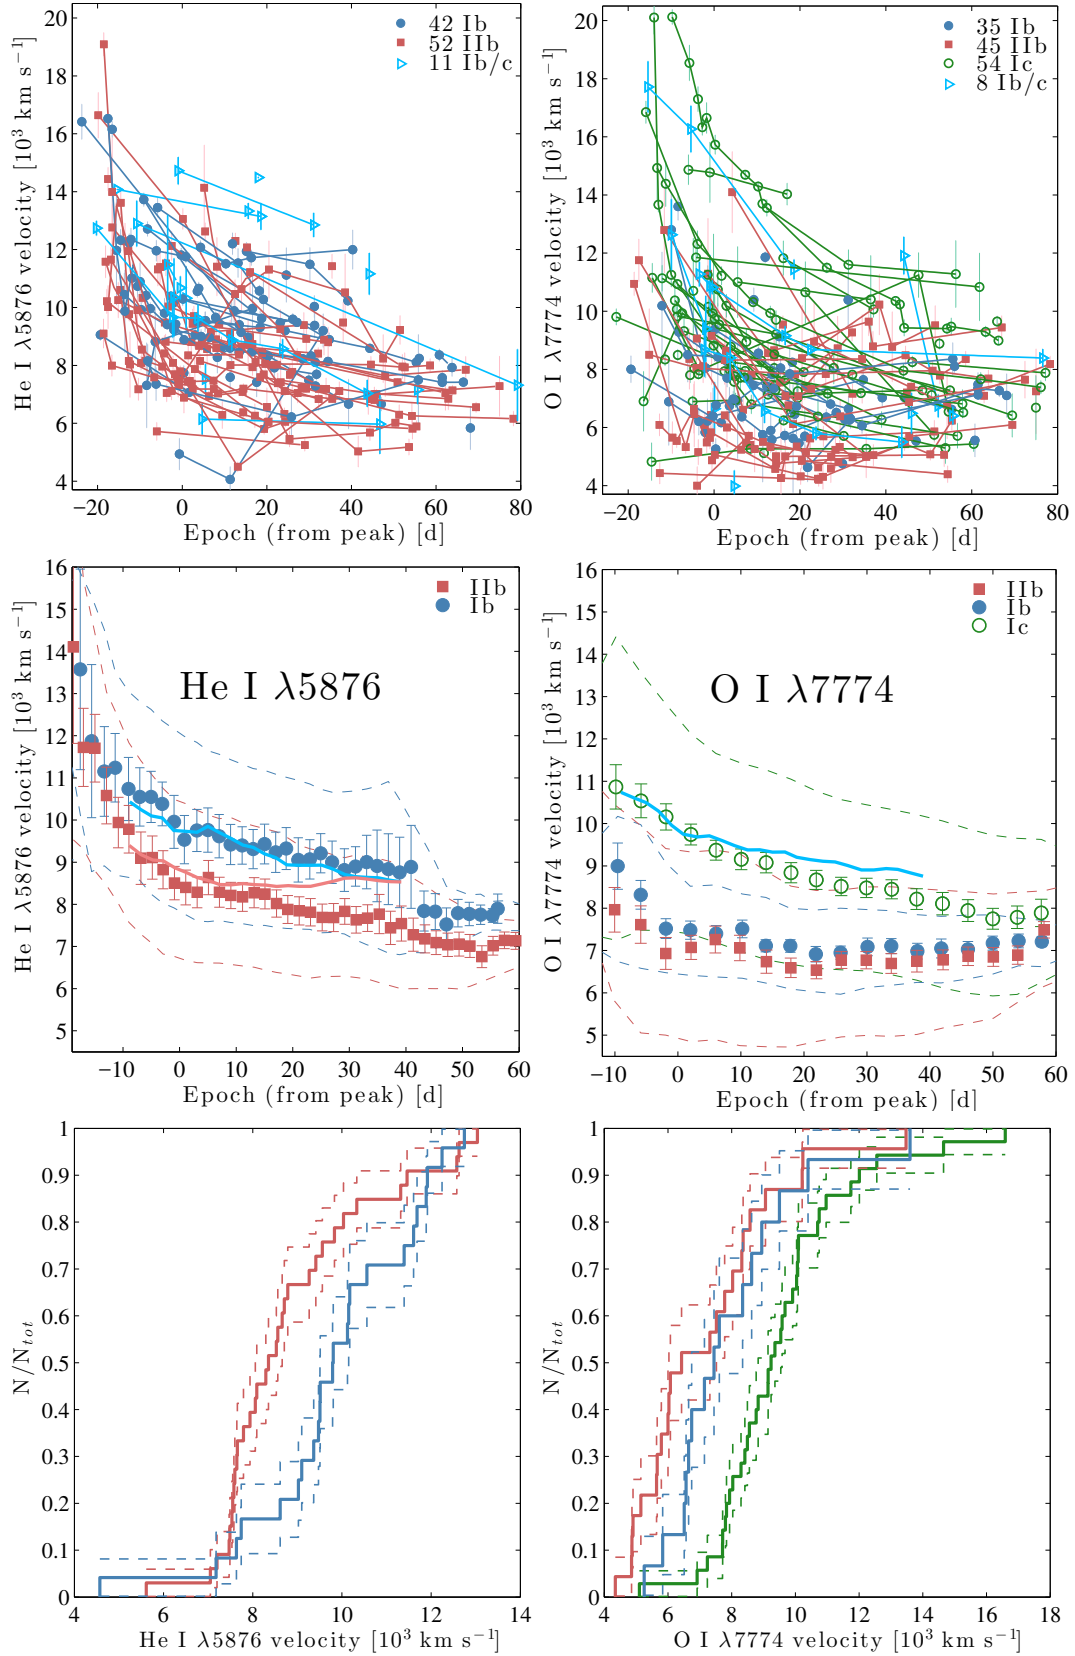 20
18
16
14
12
10
8
6
4
He I λ5876 velocity [10³ km s⁻¹]
42 Ib
52 IIb
11 Ib/c
−20 0 20 40 60 80
Epoch (from peak) [d]
20
18
16
14
12
10
8
6
4
O I λ7774 velocity [10³ km s⁻¹]
35 Ib
45 IIb
54 Ic
8 Ib/c
−20 0 20 40 60 80
Epoch (from peak) [d]
16
15
14
13
12
11
10
9
8
7
6
5
He I λ5876 velocity [10³ km s⁻¹]
IIb
Ib
He I λ5876
−10 0 10 20 30 40 50 60
Epoch (from peak) [d]
16
15
14
13
12
11
10
9
8
7
6
5
O I λ7774 velocity [10³ km s⁻¹]
IIb
Ib
Ic
O I λ7774
−10 0 10 20 30 40 50 60
Epoch (from peak) [d]
1
0.9
0.8
0.7
0.6
0.5
0.4
0.3
0.2
0.1
0
N/N_tot
4 6 8 10 12 14
He I λ5876 velocity [10³ km s⁻¹]
1
0.9
0.8
0.7
0.6
0.5
0.4
0.3
0.2
0.1
0
N/N_tot
4 6 8 10 12 14 16 18
O I λ7774 velocity [10³ km s⁻¹]